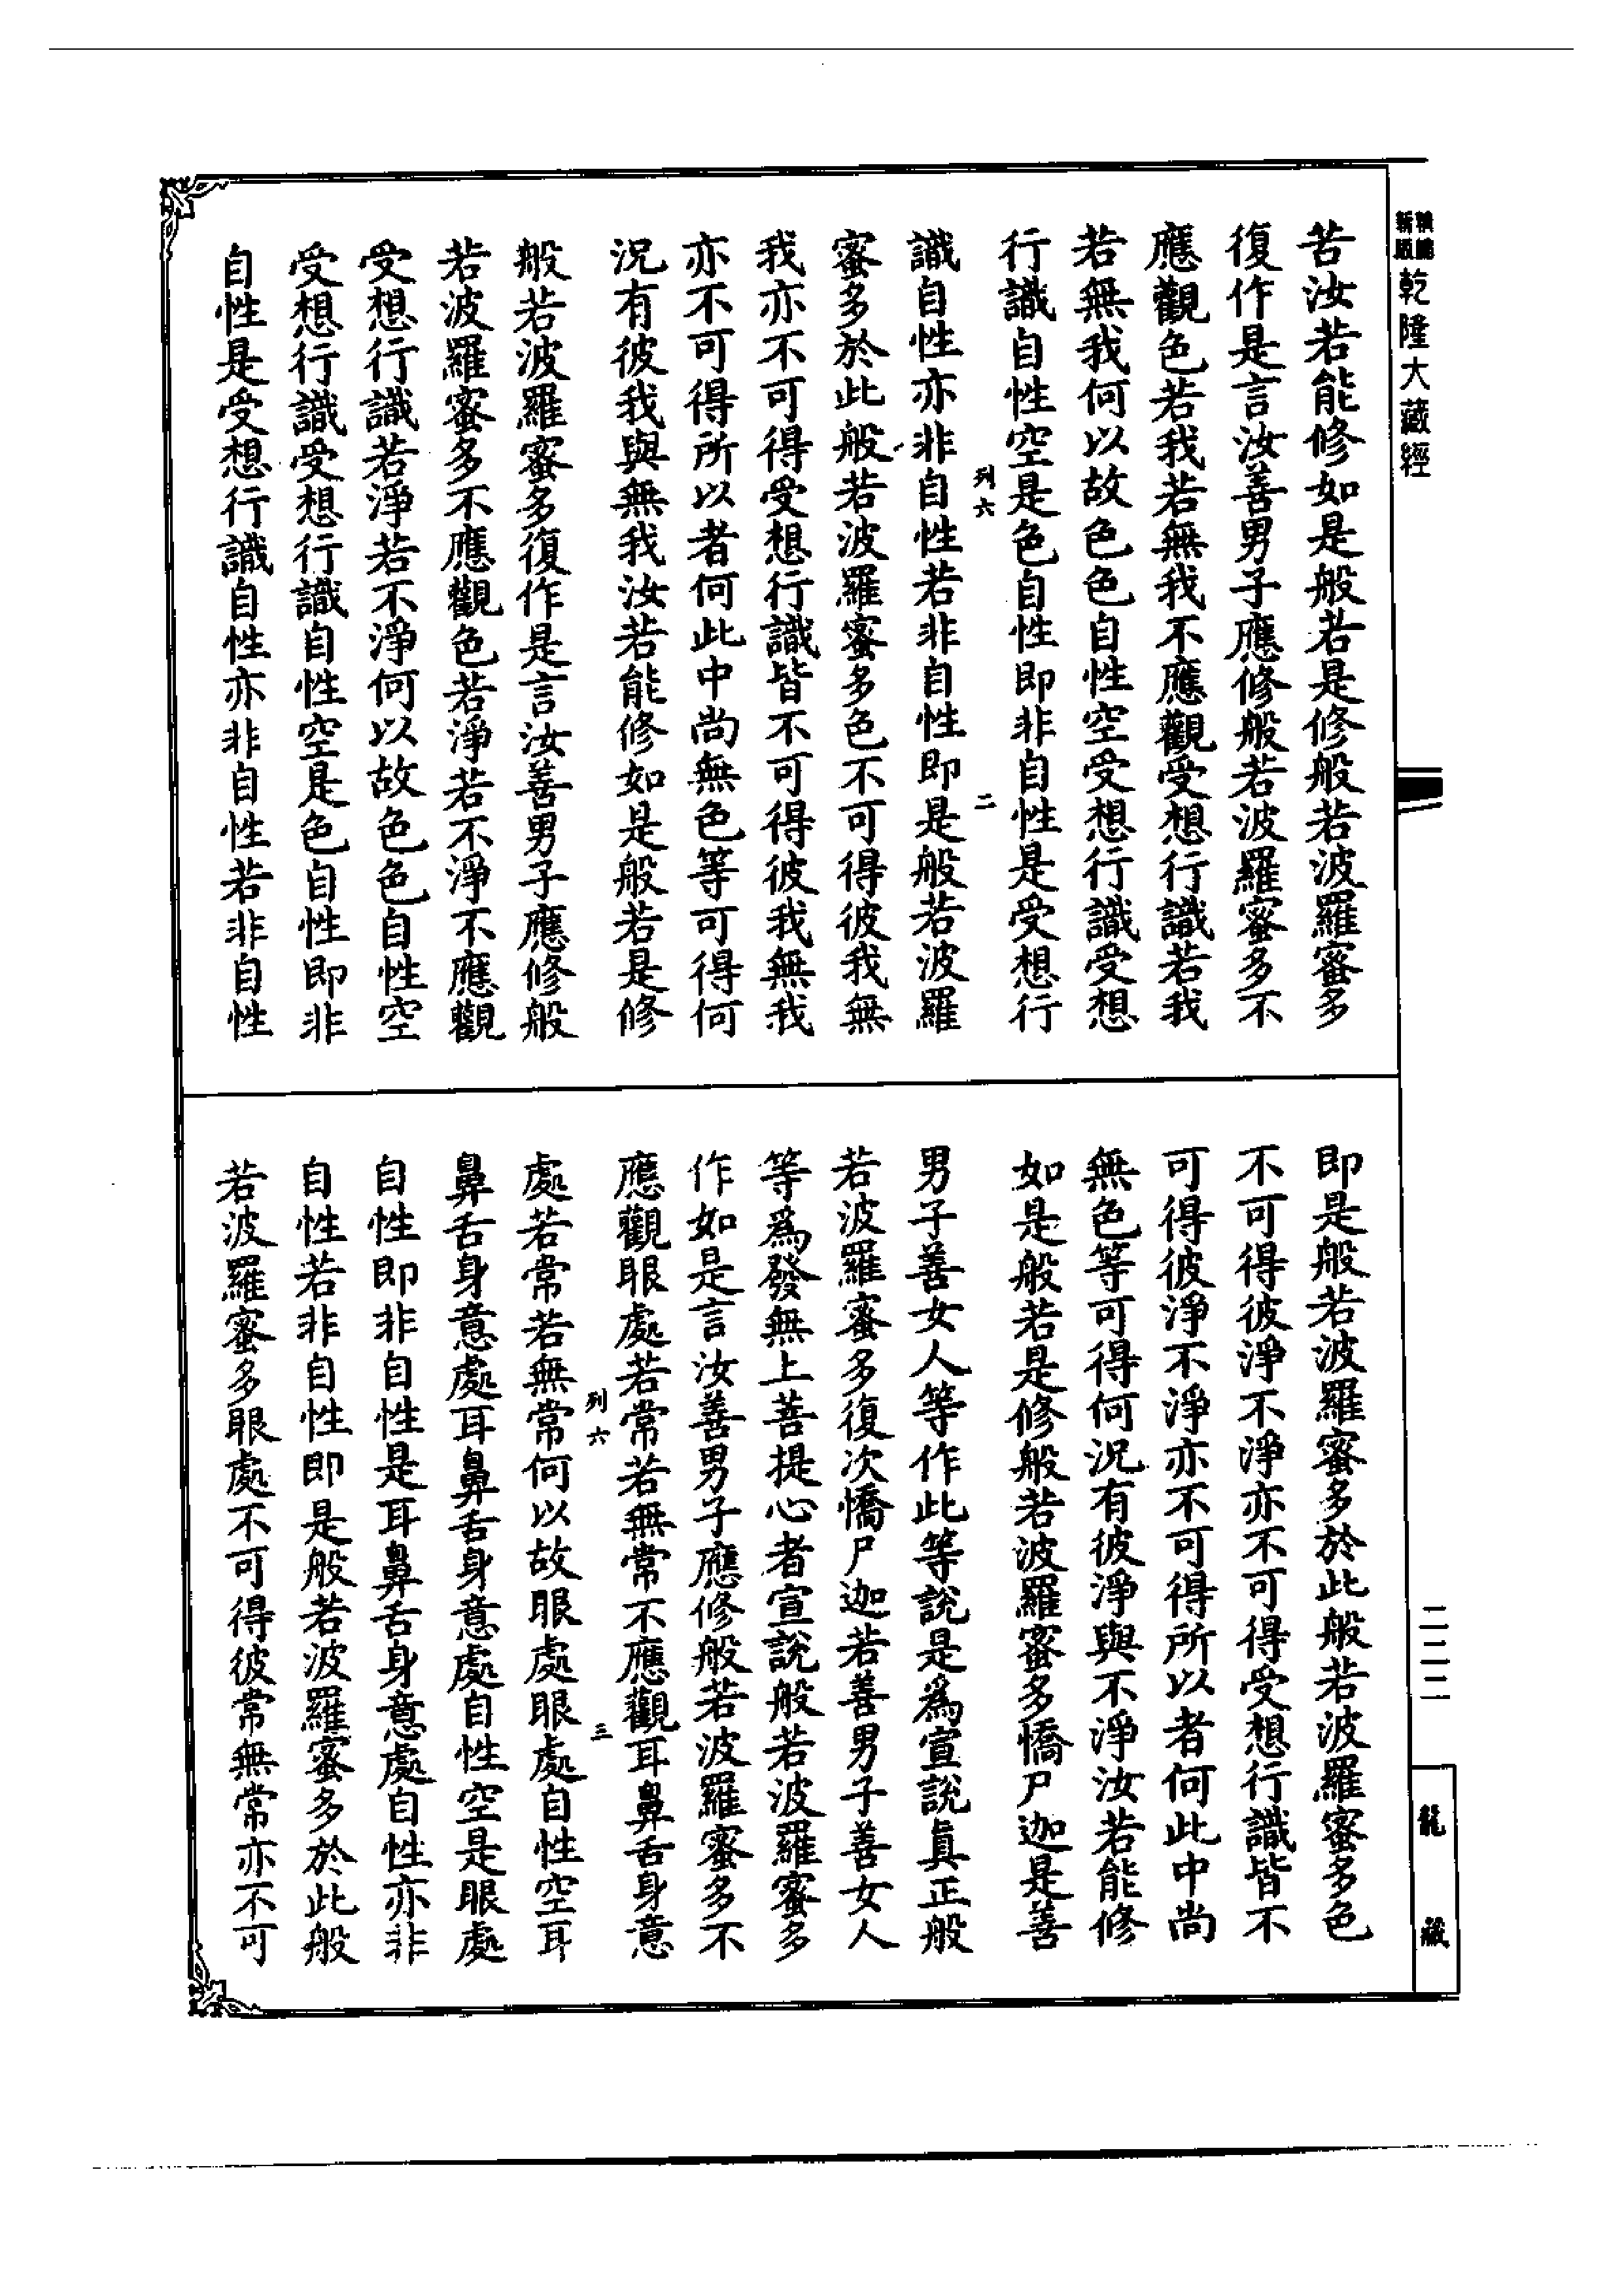 新版
精編
乾隆大藏經
苦汝若能修如是般若是修般若波羅蜜多
復作是言汝善男子應修般若波羅蜜多不
應觀色若我若無我不應觀受想行識若我
若無我何以故色色自性空受想行識受想
行識自性空是色自性即非自性是受想行
列六 二
識自性亦非自性若非自性即是般若波羅
蜜多於此般若波羅蜜多色不可得彼我無
我亦不可得受想行識皆不可得彼我無我
亦不可得所以者何此中尚無色等可得何
況有彼我與無我汝若能修如是般若是修
般若波羅蜜多復作是言汝善男子應修般
若波羅蜜多不應觀色若淨若不淨不應觀
受想行識若淨若不淨何以故色色自性空
受想行識受想行識自性空是色自性即非
自性是受想行識自性亦非自性若非自性
即是般若波羅蜜多於此般若波羅蜜多色
不可得彼淨不淨亦不可得受想行識皆不
可得彼淨不淨亦不可得所以者何此中尚
無色等可得何況有彼淨與不淨汝若能修
如是般若是修般若波羅蜜多憍尸迦是善
男子善女人等作此等說是為宣說真正般
若波羅蜜多復次憍尸迦若善男子善女人
等為發無上菩提心者宣說般若波羅蜜多
作如是言汝善男子應修般若波羅蜜多不
應觀眼處若常若無常不應觀耳鼻舌身意
列六 三
處若常若無常何以故眼處眼處自性空耳
鼻舌身意處耳鼻舌身意處自性空是眼處
自性即非自性是耳鼻舌身意處自性亦非
自性若非自性即是般若波羅蜜多於此般
若波羅蜜多眼處不可得彼常無常亦不可
二二二
龍藏